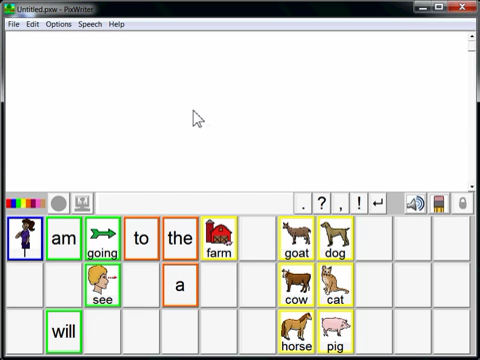 Untitled.pxw - PixWriter
File Edit Options Speech Help
. ? , !
I am going to the farm goat dog
see a cow cat
will horse pig